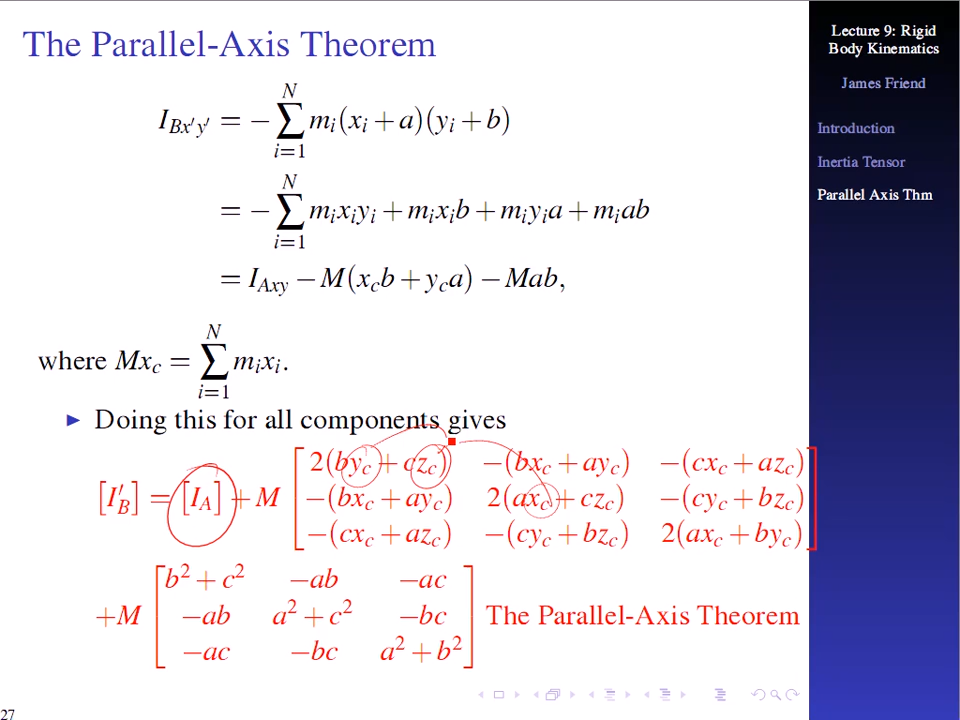 The Parallel-Axis Theorem
I_{Bx′y′} = −∑_{i=1}^{N} m_i(x_i + a)(y_i + b)
= −∑_{i=1}^{N} m_i x_i y_i + m_i x_i b + m_i y_i a + m_i ab
= I_{Axy} − M(x_c b + y_c a) − Mab,
where Mx_c = ∑_{i=1}^{N} m_i x_i.
▶ Doing this for all components gives
[I′_B] = [I_A] + M [ 2(by_c + cz_c) −(bx_c + ay_c) −(cx_c + az_c)
−(bx_c + ay_c) 2(ax_c + cz_c) −(cy_c + bz_c)
−(cx_c + az_c) −(cy_c + bz_c) 2(ax_c + by_c) ]
+M [ b² + c² −ab −ac
−ab a² + c² −bc
−ac −bc a² + b² ] The Parallel-Axis Theorem
27
Lecture 9: Rigid
Body Kinematics
James Friend
Introduction
Inertia Tensor
Parallel Axis Thm